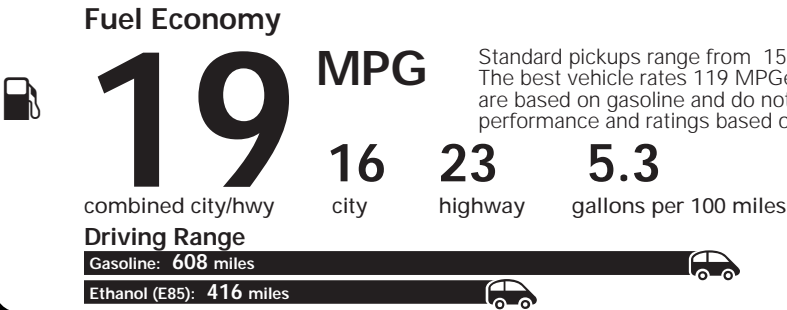 Fuel Economy
19 MPG
Standard pickups range from 15
The best vehicle rates 119 MPGe
are based on gasoline and do not
performance and ratings based o
16 23 5.3
combined city/hwy city highway gallons per 100 miles
Driving Range
Gasoline: 608 miles
Ethanol (E85): 416 miles